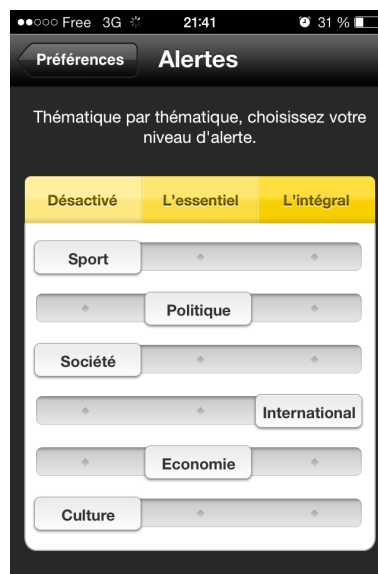 Free 3G 21:41 31 %
Préférences Alertes
Thématique par thématique, choisissez votre
niveau d'alerte.
Désactivé L'essentiel L'intégral
Sport
Politique
Société
International
Economie
Culture